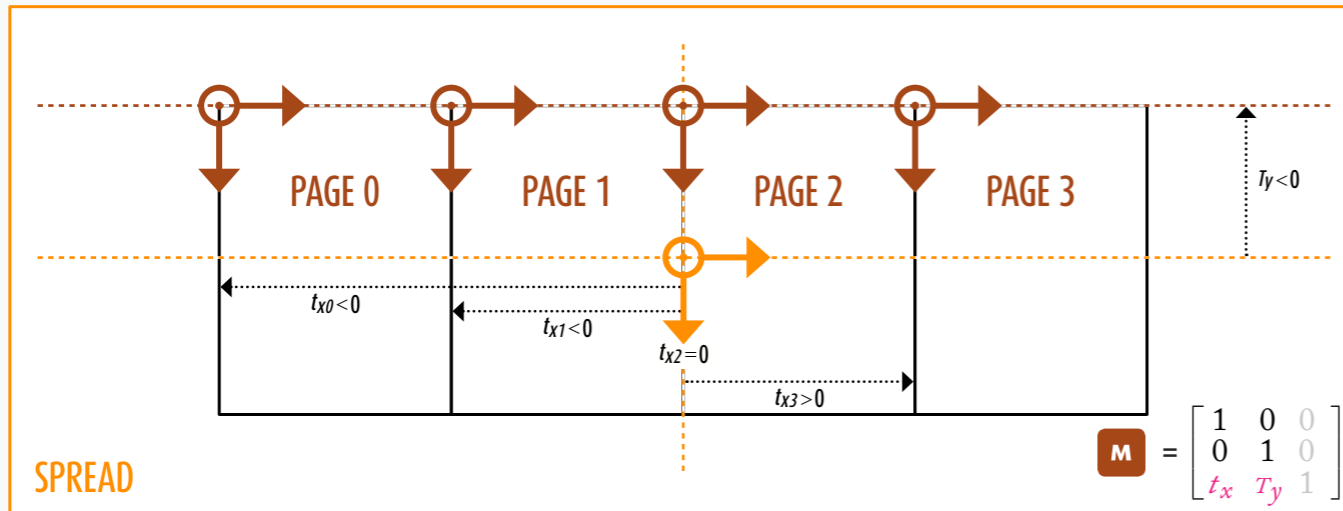 PAGE 0 PAGE 1 PAGE 2 PAGE 3
Ty<0
tx0<0
tx1<0
tx2=0
tx3>0
SPREAD
M = [1 0 0
0 1 0
tx Ty 1]